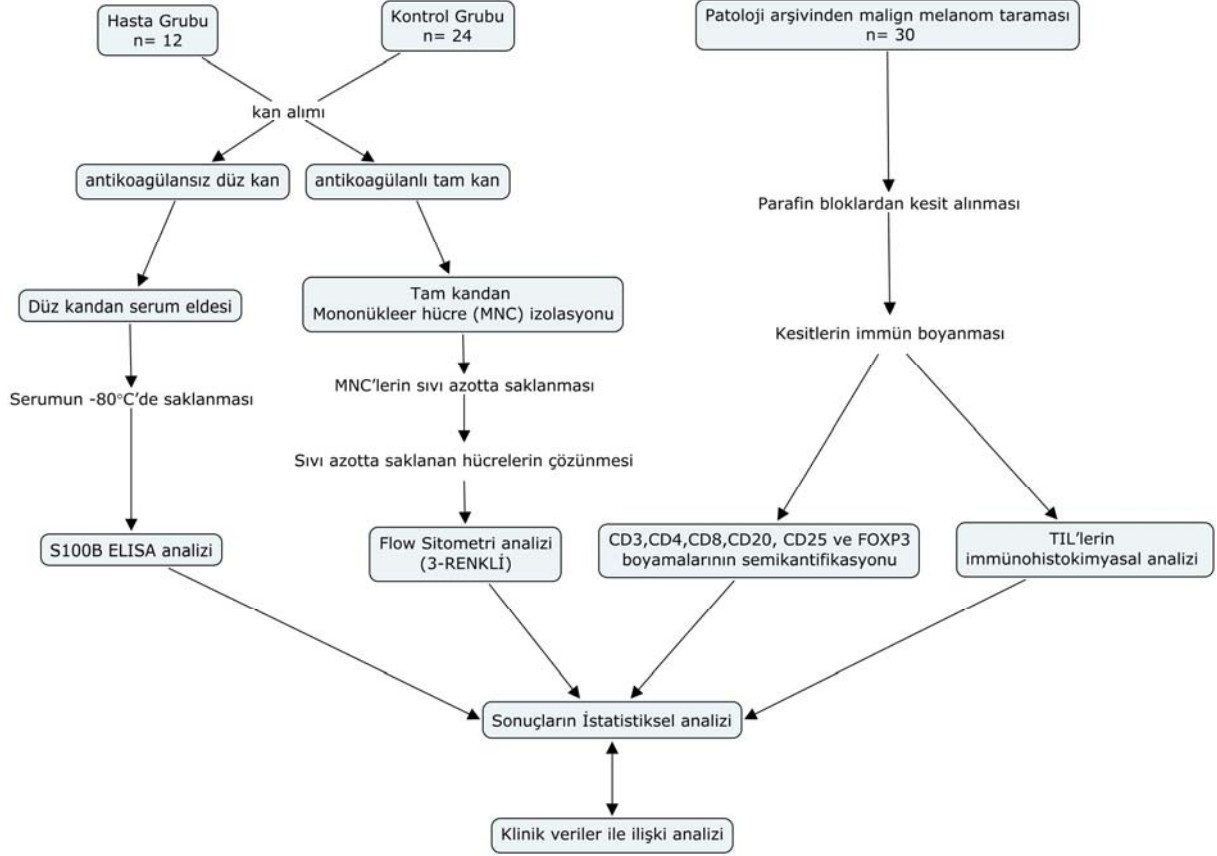 Hasta Grubu
n= 12
Kontrol Grubu
n= 24
Patoloji arşivinden malign melanom taraması
n= 30
kan alımı
antikoagülansız düz kan
antikoagülanlı tam kan
Parafin bloklardan kesit alınması
Düz kandan serum eldesi
Tam kandan
Mononükleer hücre (MNC) izolasyonu
Kesitlerin immün boyanması
Serumun -80°C'de saklanması
MNC'lerin sıvı azotta saklanması
Sıvı azotta saklanan hücrelerin çözünmesi
S100B ELISA analizi
Flow Sitometri analizi
(3-RENKLİ)
CD3,CD4,CD8,CD20, CD25 ve FOXP3
boyamalarının semikantifikasyonu
TIL'lerin
immünohistokimyasal analizi
Sonuçların İstatistiksel analizi
Klinik veriler ile ilişki analizi